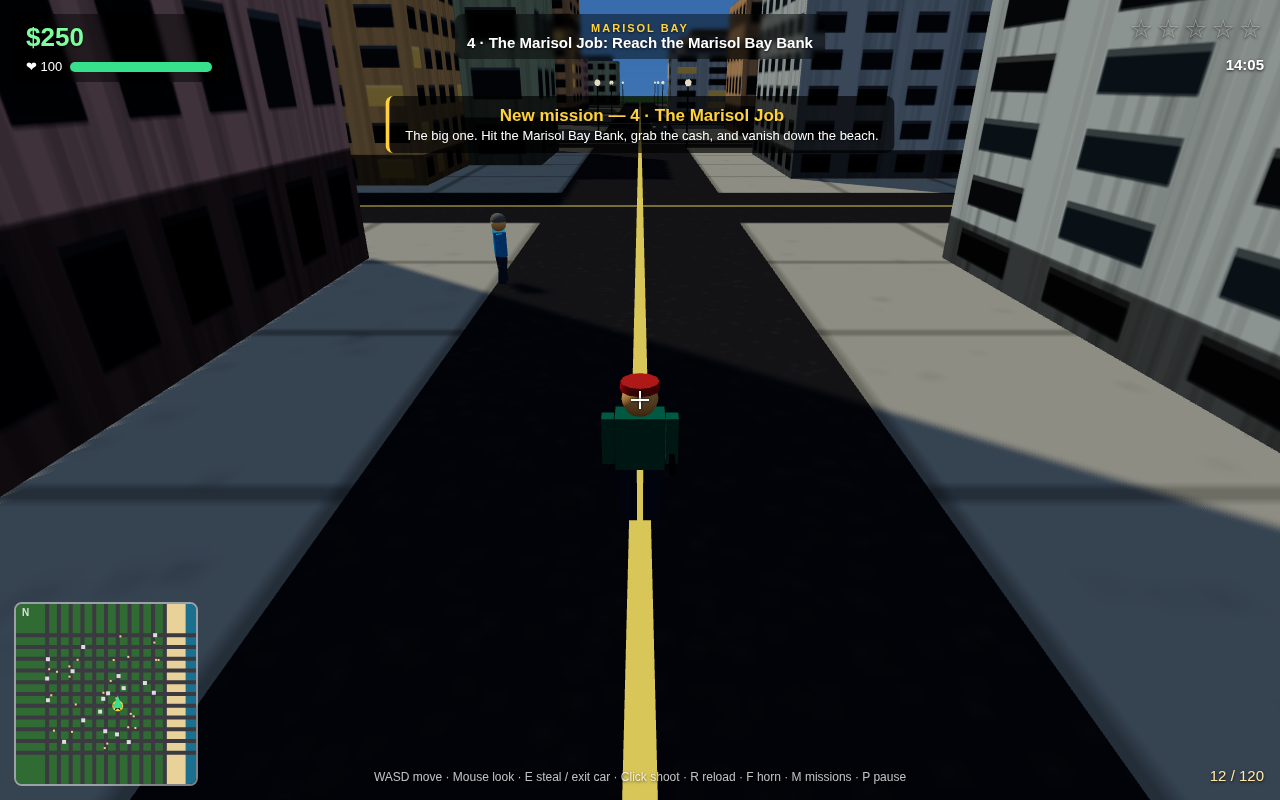 $250
❤ 100
MARISOL BAY
4 · The Marisol Job: Reach the Marisol Bay Bank
☆ ☆ ☆ ☆ ☆
14:05
New mission — 4 · The Marisol Job
The big one. Hit the Marisol Bay Bank, grab the cash, and vanish down the beach.
N
WASD move · Mouse look · E steal / exit car · Click shoot · R reload · F horn · M missions · P pause
12 / 120